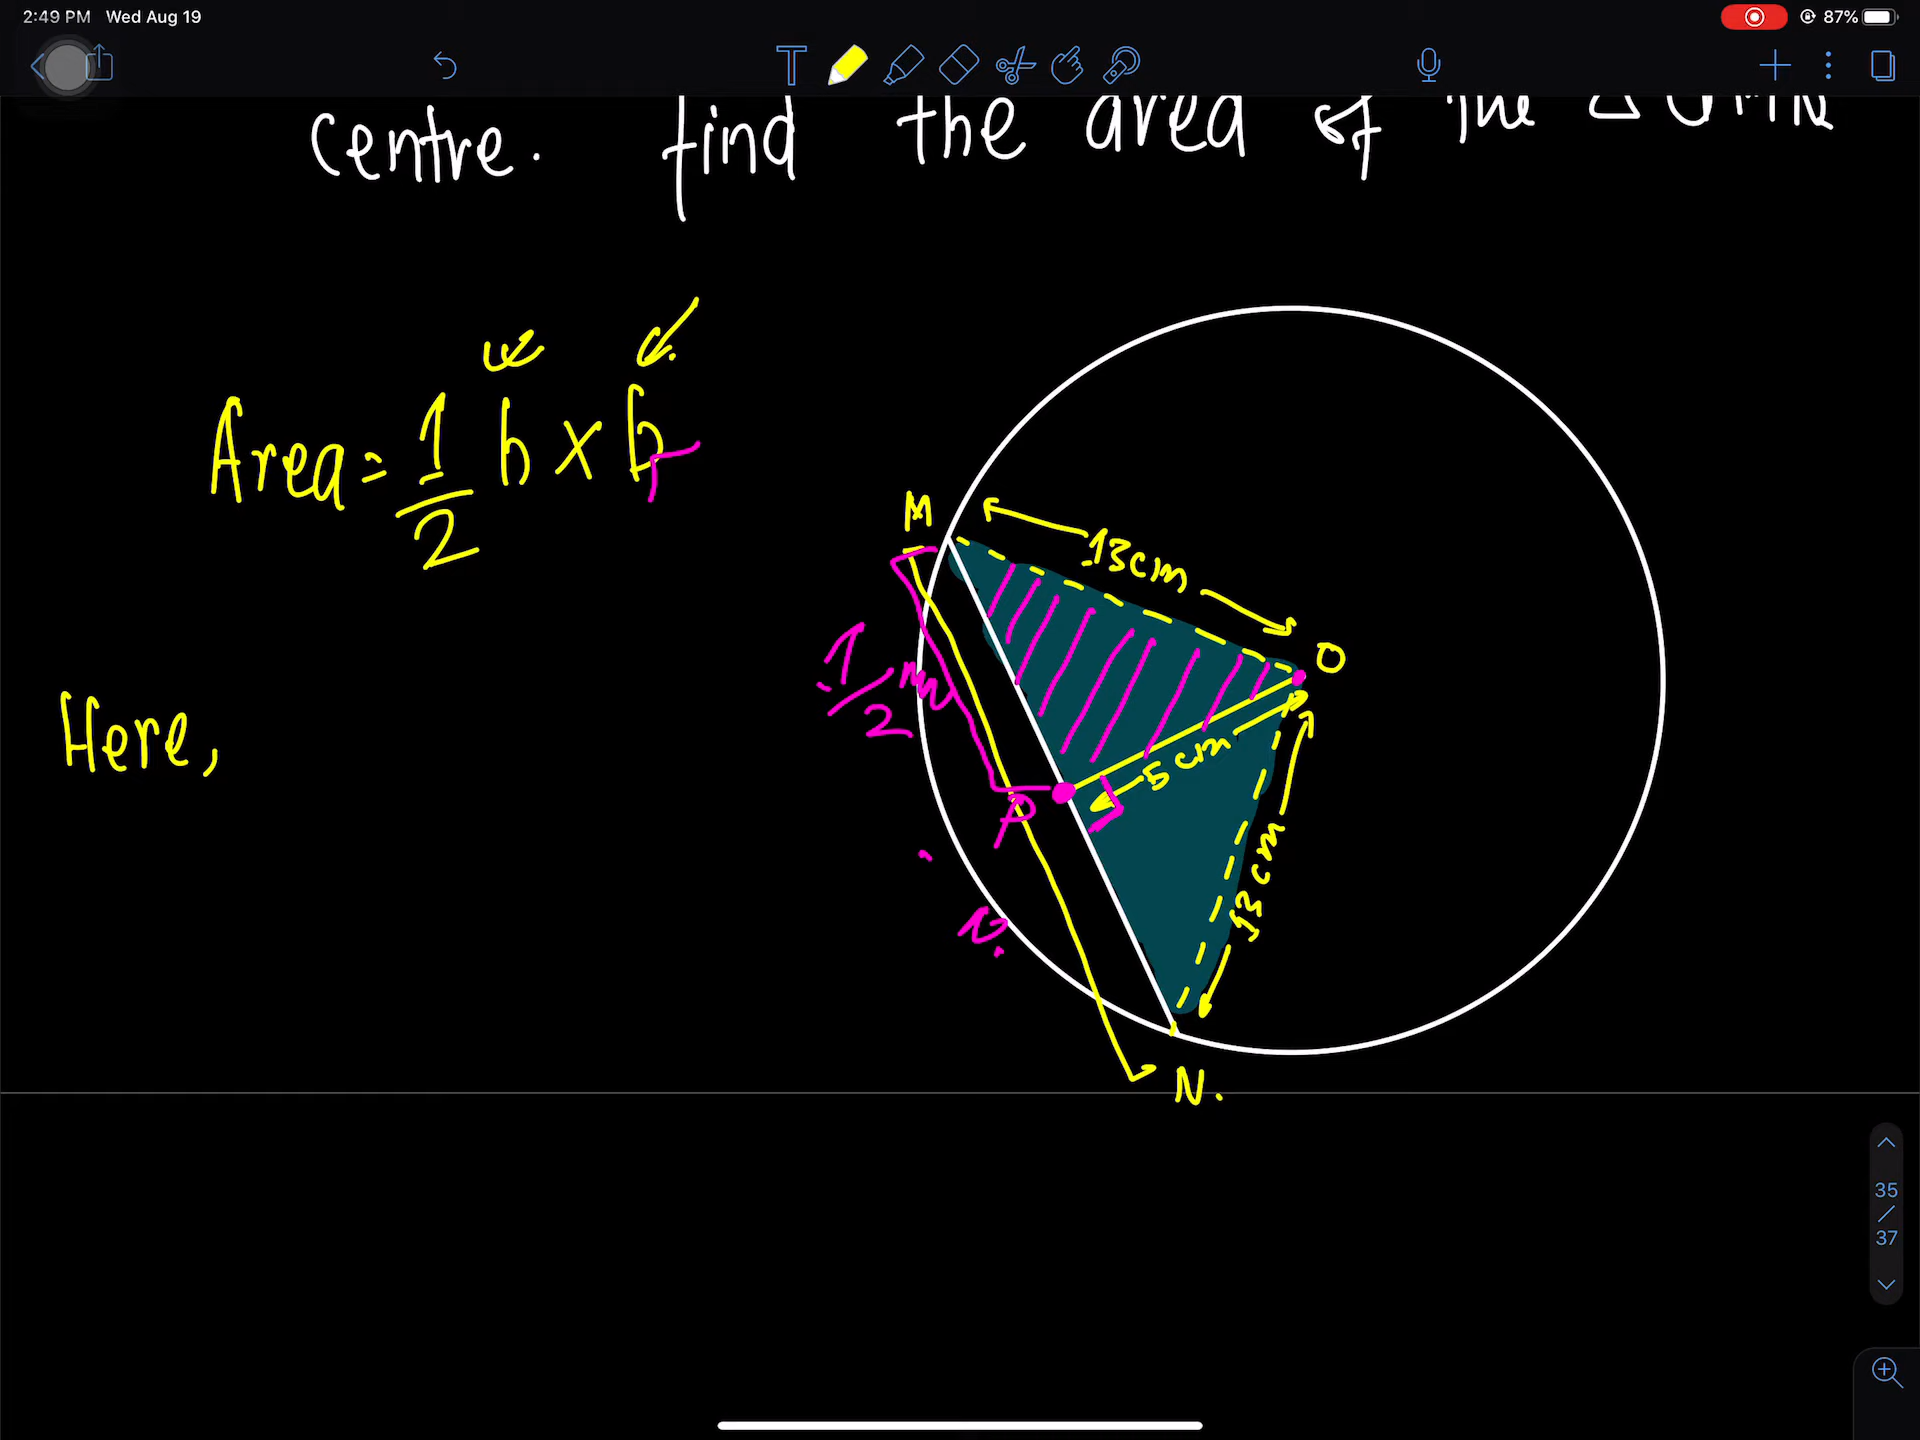 2:49 PM Wed Aug 19
87%
centre. find the area of the Δ OMN
Area = 1/2 b × h
M
13cm
O
1/2 m
5 cm
P
13 cm
N.
Here,
N.
35
/
37